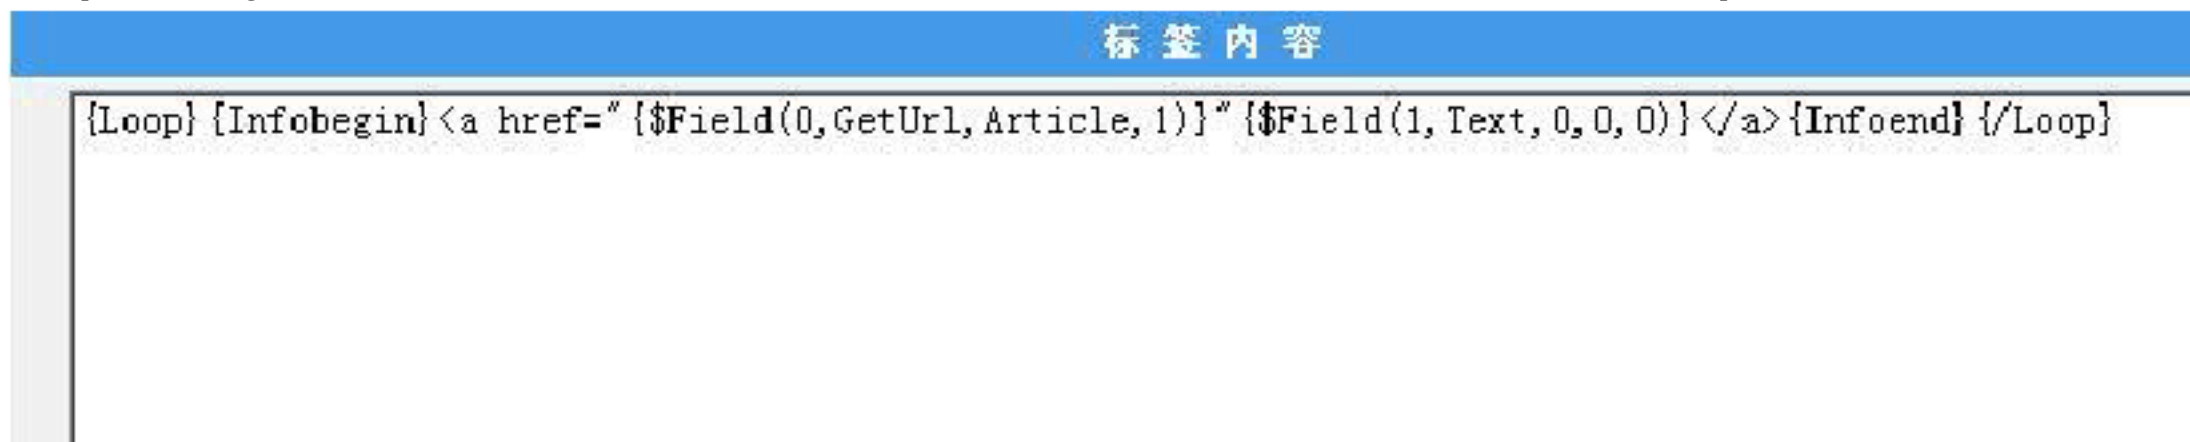 标签内容
{Loop}{Infobegin}<a href="{$Field(0,GetUrl,Article,1)}"{$Field(1,Text,0,0,0)}</a>{Infoend}{/Loop}